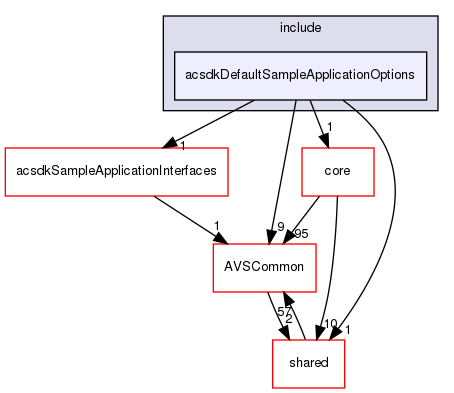 include
acsdkDefaultSampleApplicationOptions
1
1
acsdkSampleApplicationInterfaces
core
1
9
95
AVSCommon
57
2
10
1
shared